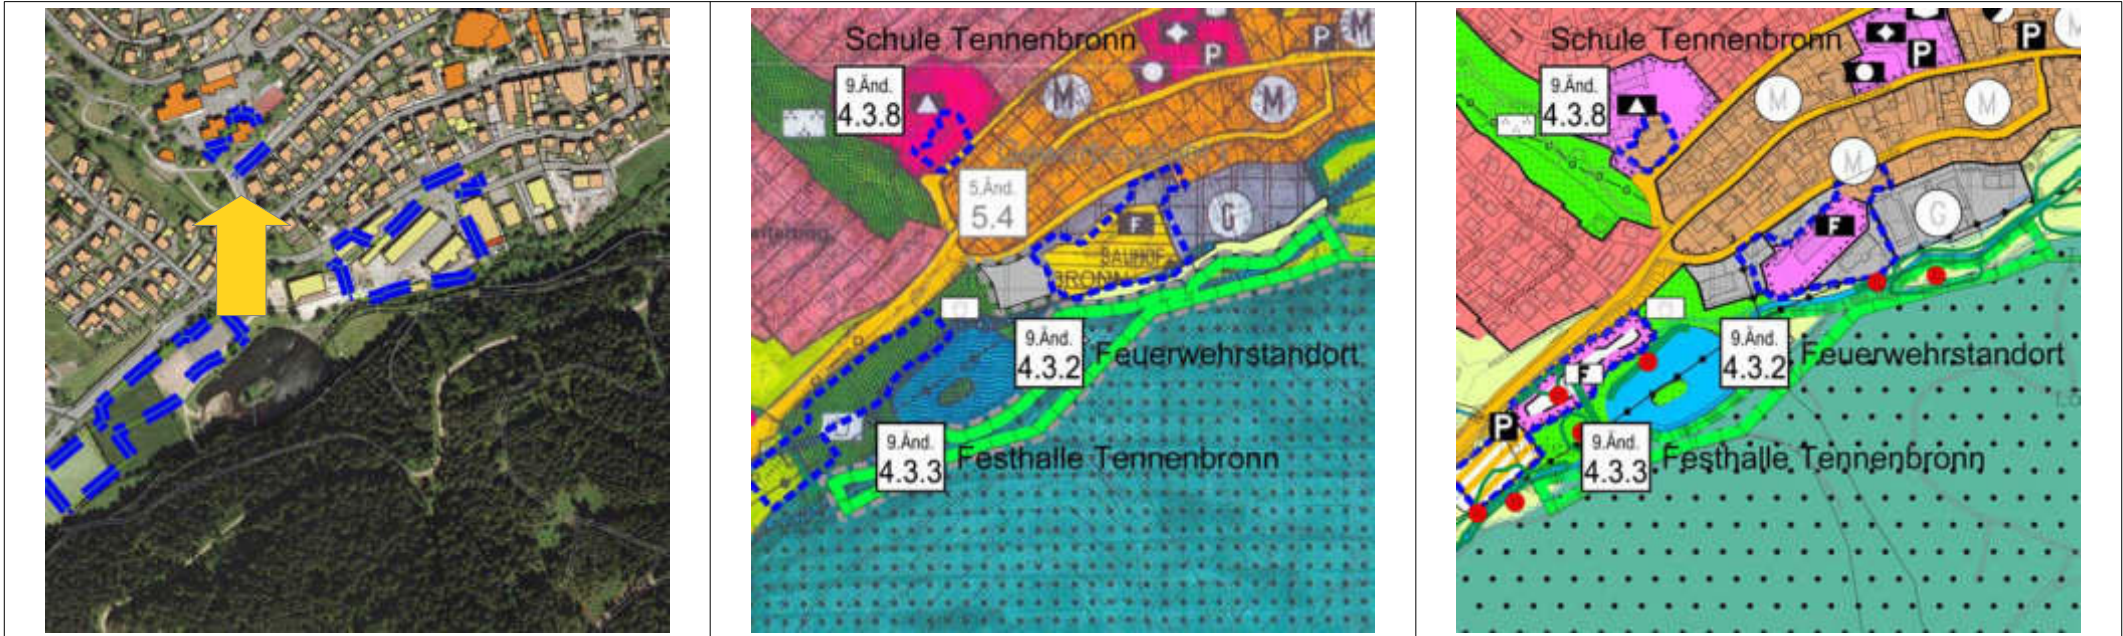 Schule Tennenbronn
P
P
M
9.Änd.
4.3.8
M
M
5.Änd.
5.4
G
F
BAUHOF
BRONN
9.Änd.
4.3.2
Feuerwehrstandort
9.Änd.
4.3.3
Festhalle Tennenbronn
Schule Tennenbronn
P
P
M
9.Änd.
4.3.8
M
M
M
G
F
9.Änd.
4.3.2
Feuerwehrstandort
F
P
9.Änd.
4.3.3
Festhalle Tennenbronn